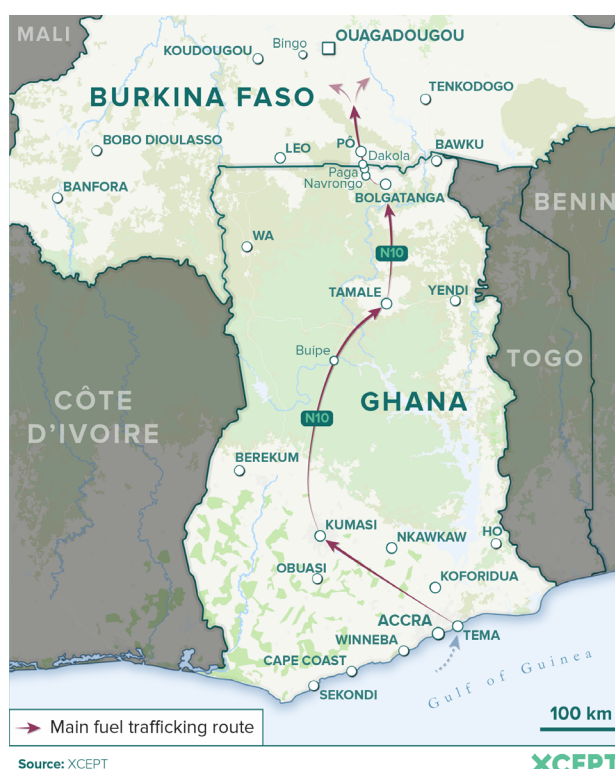 MALI
Bingo
OUAGADOUGOU
KOUDOUGOU
BURKINA FASO
TENKODOGO
BOBO DIOULASSO
LEO
PÔ
Dakola
BAWKU
Paga
Navrongo
BANFORA
BOLGATANGA
BENIN
WA
N10
TAMALE
YENDI
Buipe
TOGO
CÔTE
D'IVOIRE
GHANA
N10
BEREKUM
KUMASI
NKAWKAW
HO
OBUASI
KOFORIDUA
ACCRA
TEMA
WINNEBA
CAPE COAST
SEKONDI
Gulf of Guinea
100 km
Main fuel trafficking route
Source: XCEPT
XCEPT